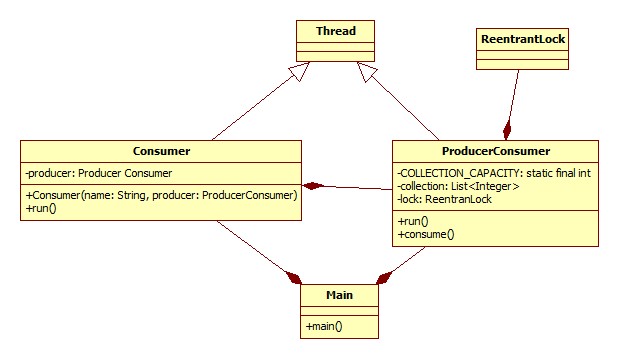 Thread
ReentrantLock
Consumer
-producer: Producer Consumer
+Consumer(name: String, producer: ProducerConsumer)
+run()
ProducerConsumer
-COLLECTION_CAPACITY: static final int
-collection: List<Integer>
-lock: ReentranLock
+run()
+consume()
Main
+main()